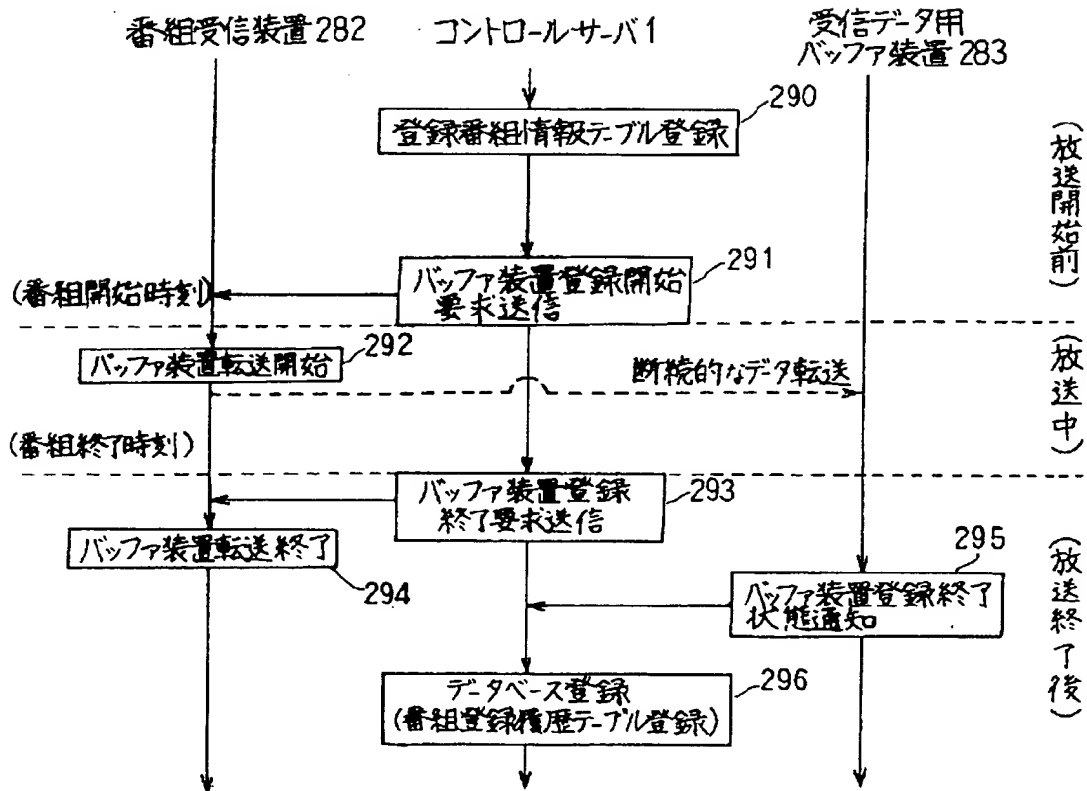 番組受信装置282
コントロールサーバ1
受信データ用
バッファ装置283
290
登録番組情報テーブル登録
(放送開始前)
291
バッファ装置登録開始
要求送信
(番組開始時刻)
292
バッファ装置転送開始
断続的なデータ転送
(放送中)
(番組終了時刻)
293
バッファ装置登録
終了要求送信
バッファ装置転送終了
294
295
バッファ装置登録終了
状態通知
(放送終了後)
296
データベース登録
(番組登録履歴テーブル登録)